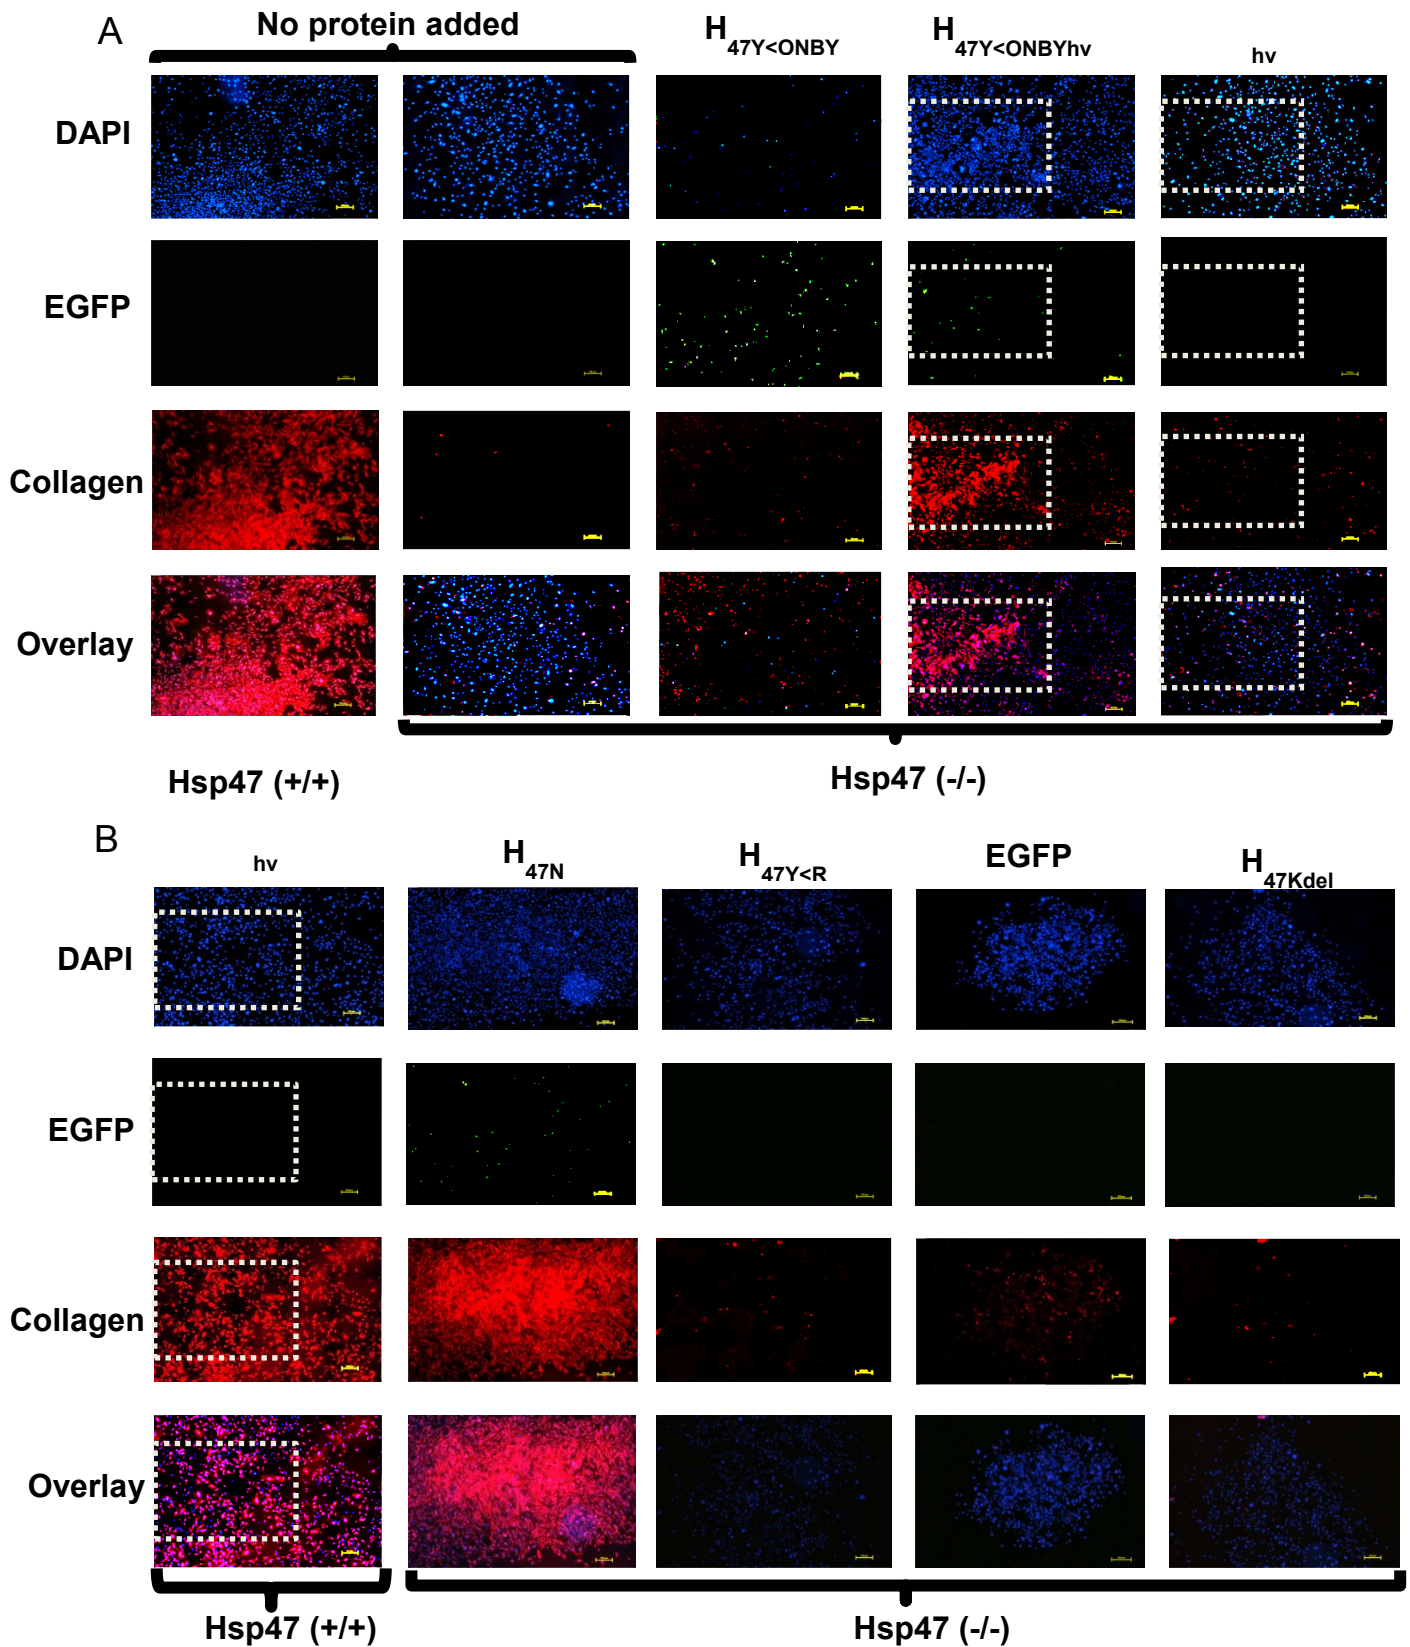 A
No protein added
H47Y<ONBY
H47Y<ONBYhv
hv
DAPI
EGFP
Collagen
Overlay
Hsp47 (+/+)
Hsp47 (-/-)
B
hv
H47N
H47Y<R
EGFP
H47Kdel
DAPI
EGFP
Collagen
Overlay
Hsp47 (+/+)
Hsp47 (-/-)